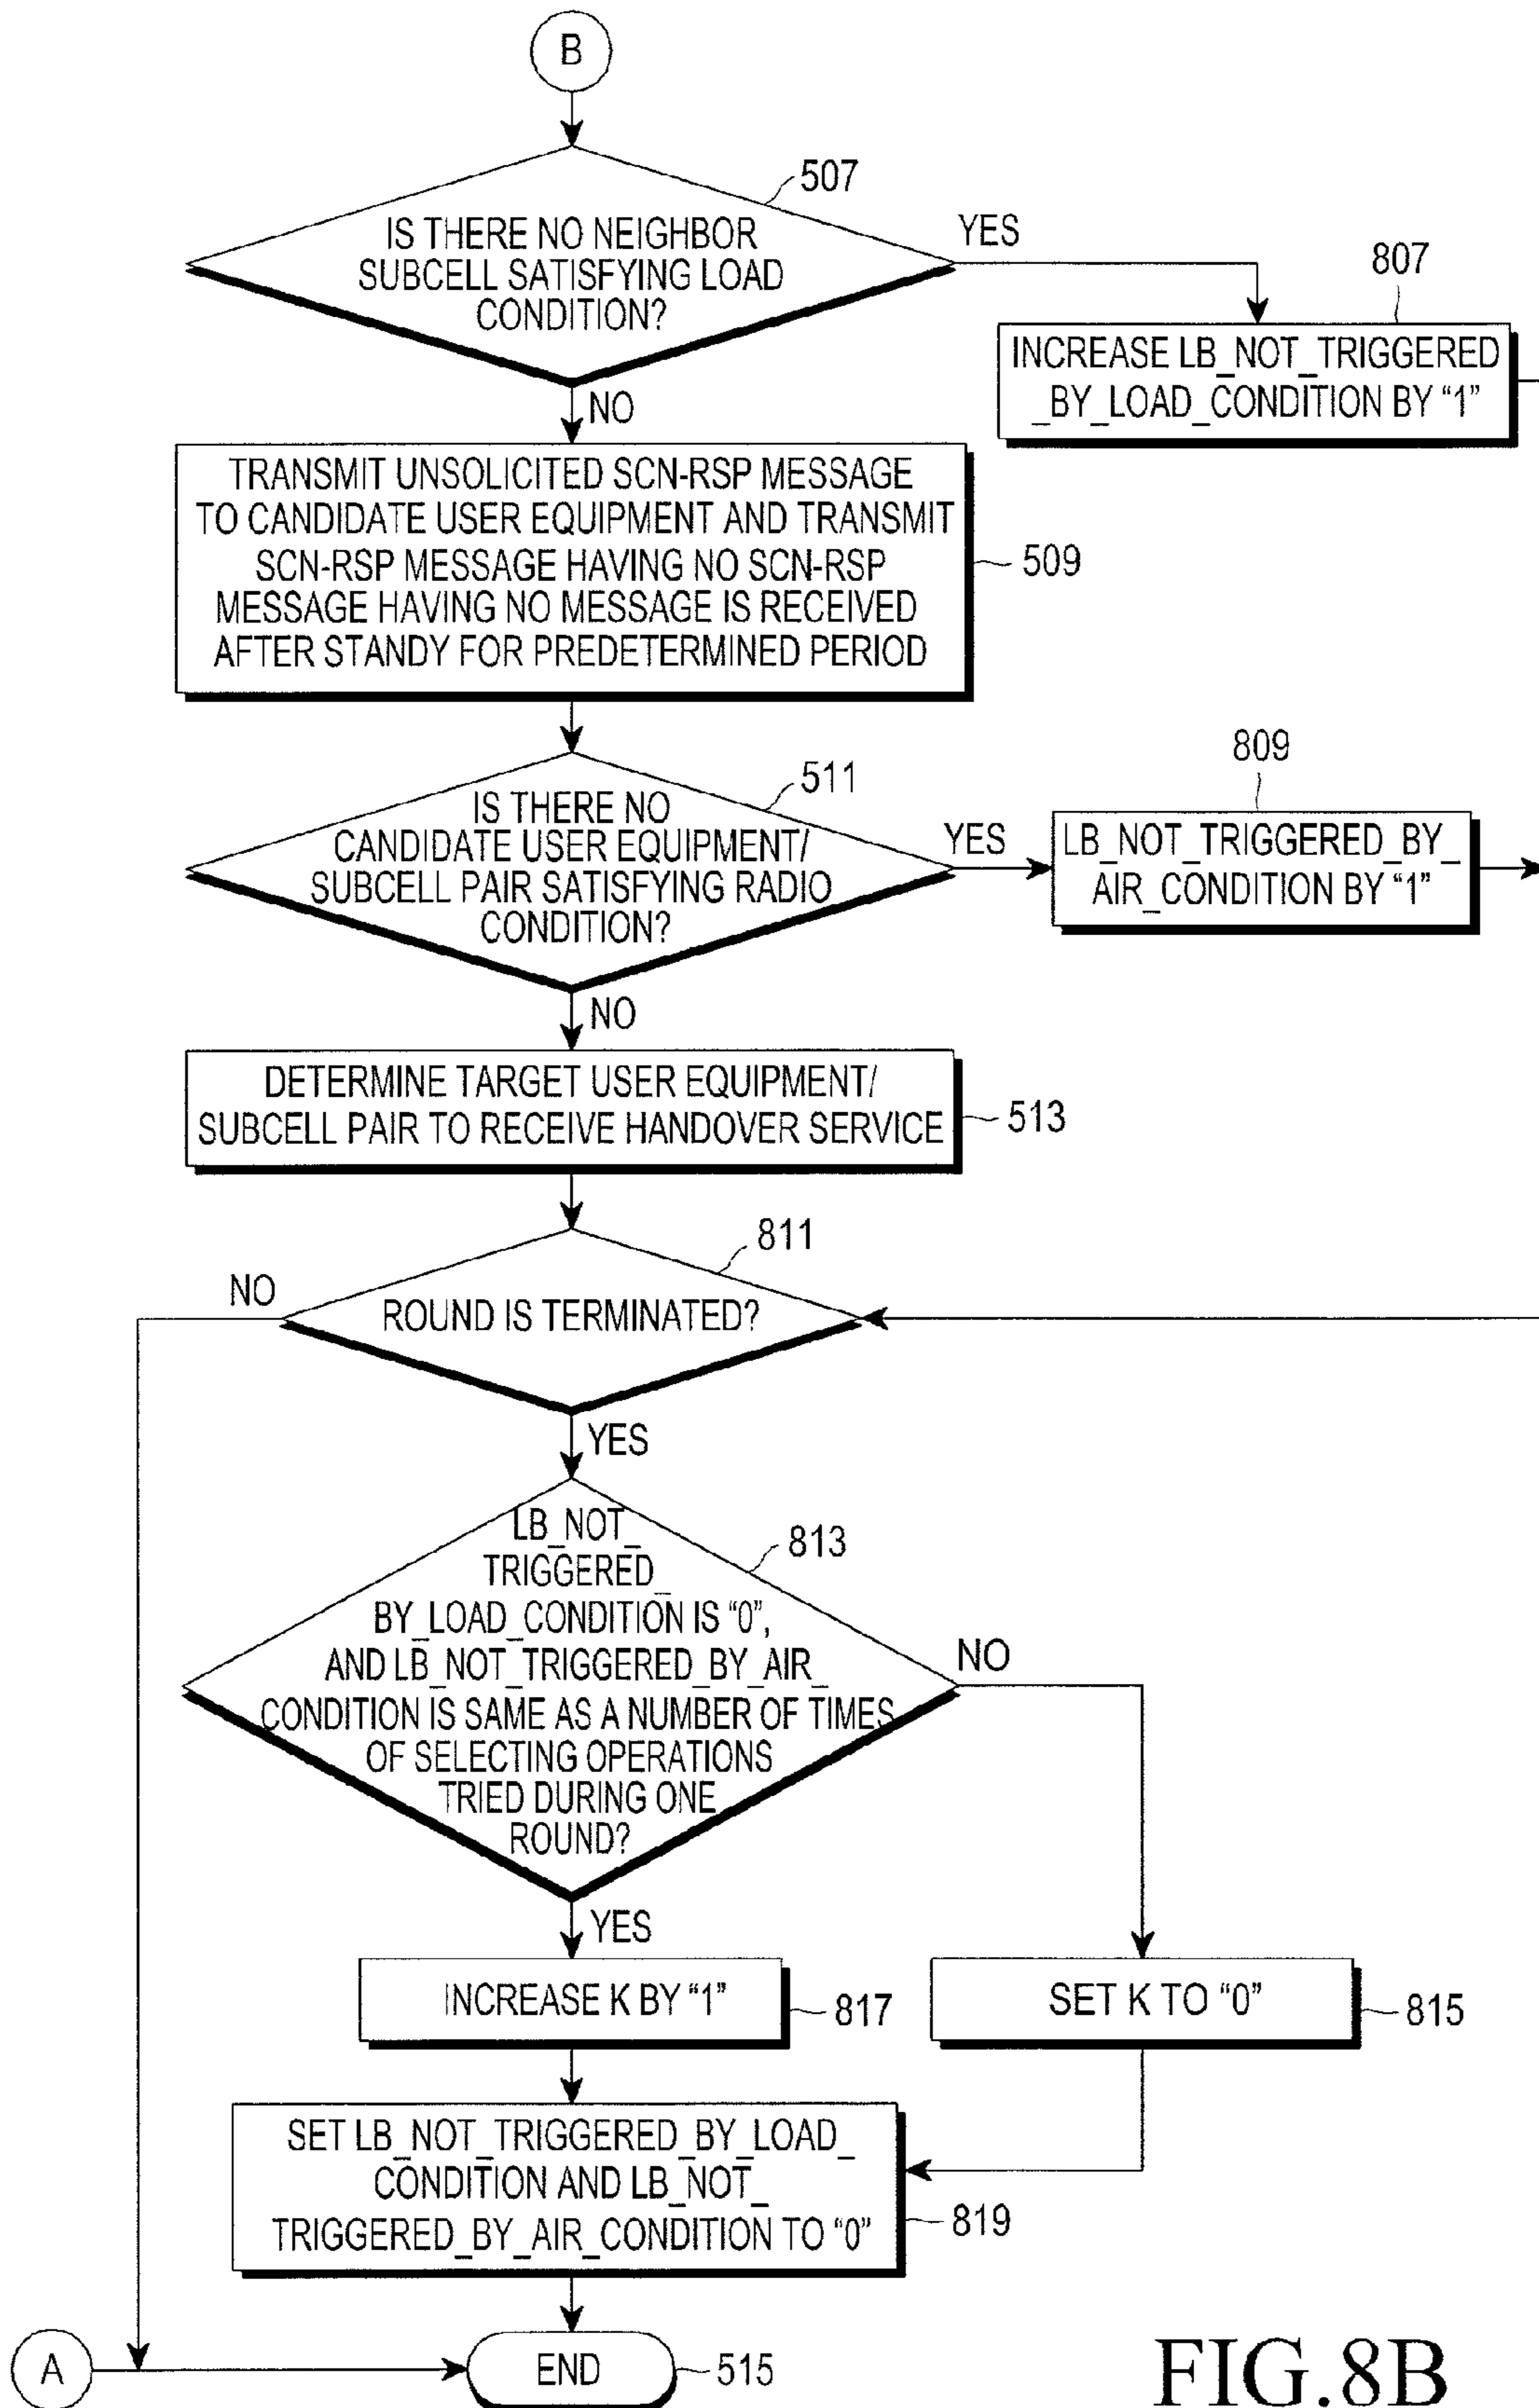 B
507
IS THERE NO NEIGHBOR
SUBCELL SATISFYING LOAD
CONDITION?
YES
807
INCREASE LB_NOT_TRIGGERED
_BY_LOAD_CONDITION BY “1”
NO
TRANSMIT UNSOLICITED SCN-RSP MESSAGE
TO CANDIDATE USER EQUIPMENT AND TRANSMIT
SCN-RSP MESSAGE HAVING NO SCN-RSP
MESSAGE HAVING NO MESSAGE IS RECEIVED
AFTER STANDY FOR PREDETERMINED PERIOD
509
511
IS THERE NO
CANDIDATE USER EQUIPMENT/
SUBCELL PAIR SATISFYING RADIO
CONDITION?
YES
809
LB_NOT_TRIGGERED_BY_
AIR_CONDITION BY “1”
NO
DETERMINE TARGET USER EQUIPMENT/
SUBCELL PAIR TO RECEIVE HANDOVER SERVICE
513
811
NO
ROUND IS TERMINATED?
YES
813
LB_NOT_
TRIGGERED_
BY_LOAD_CONDITION IS “0”,
AND LB_NOT_TRIGGERED_BY_AIR_
CONDITION IS SAME AS A NUMBER OF TIMES
OF SELECTING OPERATIONS
TRIED DURING ONE
ROUND?
NO
YES
INCREASE K BY “1”
817
SET K TO “0”
815
SET LB_NOT_TRIGGERED_BY_LOAD_
CONDITION AND LB_NOT_
TRIGGERED_BY_AIR_CONDITION TO “0”
819
A
END
515
FIG.8B